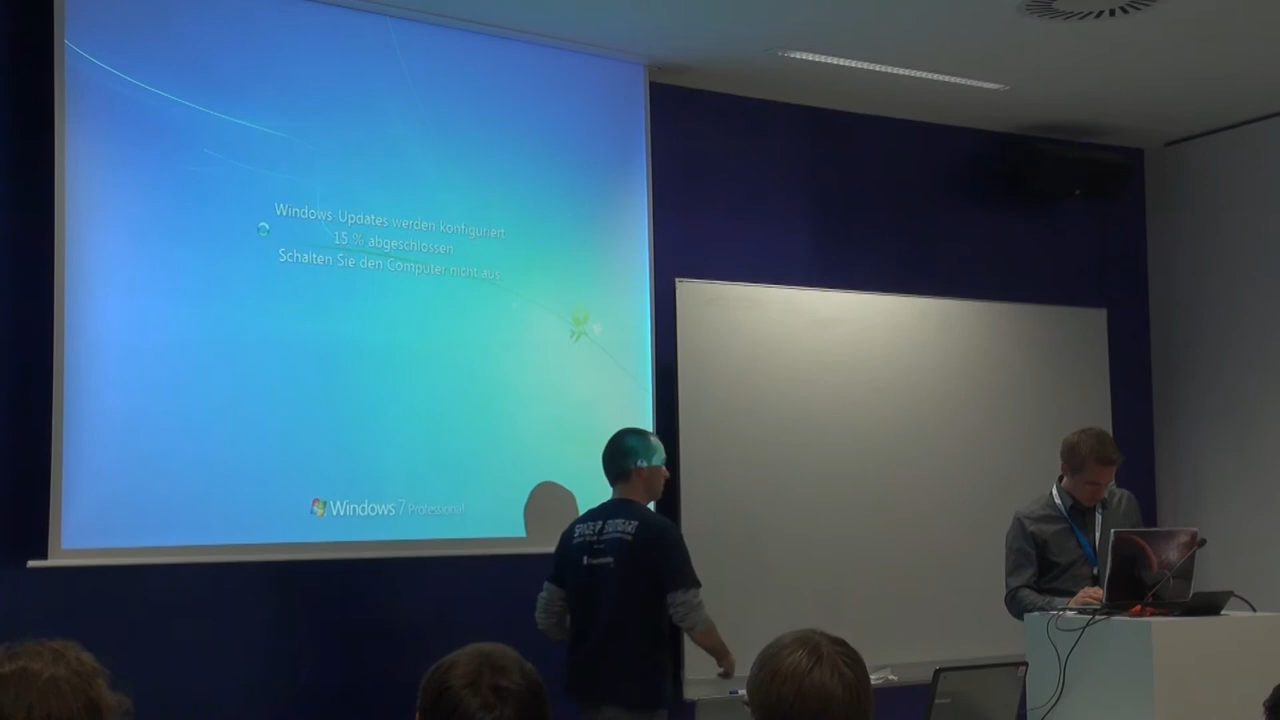 Windows Updates werden konfiguriert
15 % abgeschlossen
Schalten Sie den Computer nicht aus.
Windows 7 Professional